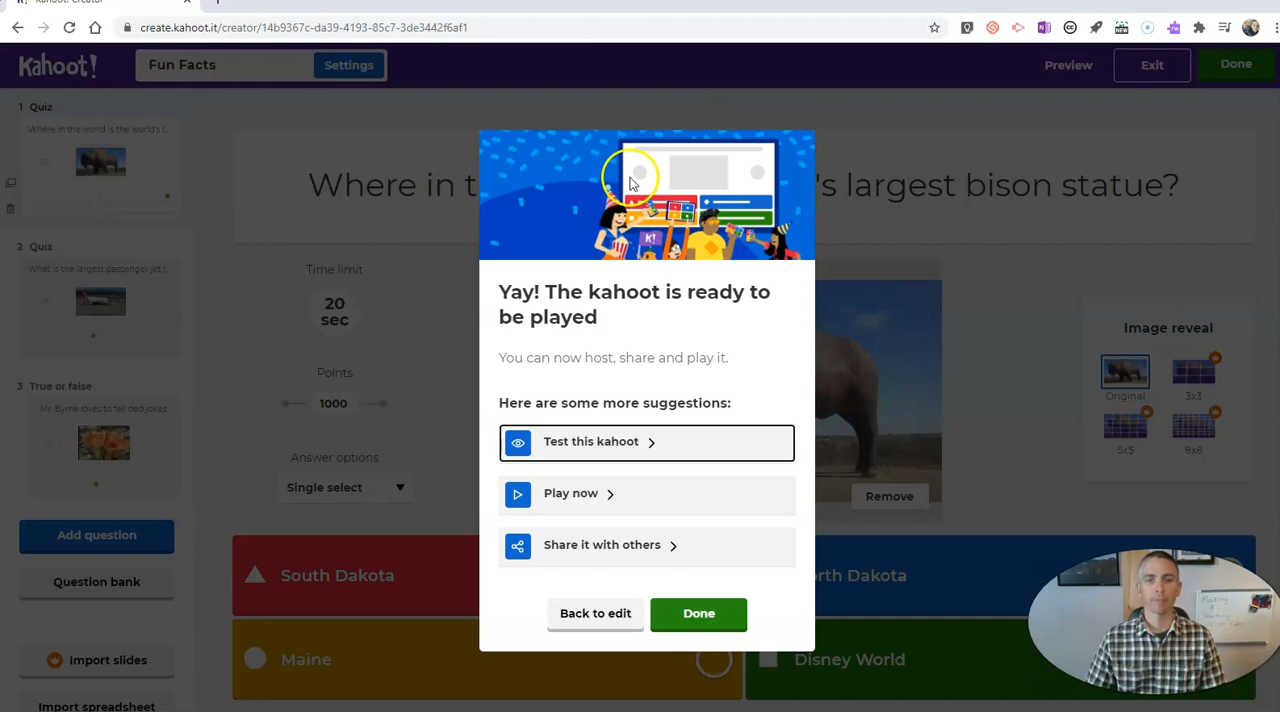 Kahoot! Creator
create.kahoot.it/creator/14b9367c-da39-4193-85c7-3de3442f6af1
Kahoot!
Fun Facts
Settings
Preview
Exit
Done
1 Quiz
Where in the world is the world's l.
2 Quiz
What is the largest passenger jet i.
3 True or false
Mr. Byrne loves to tell dad jokes.
Add question
Question bank
Import slides
Import spreadsheet
Where in t
's largest bison statue?
Time limit
20
sec
Points
1000
Answer options
Single select
Remove
Image reveal
Original
3x3
5x5
8x8
South Dakota
rth Dakota
Maine
Disney World
K!
Yay! The kahoot is ready to
be played
You can now host, share and play it.
Here are some more suggestions:
Test this kahoot
Play now
Share it with others
Back to edit
Done